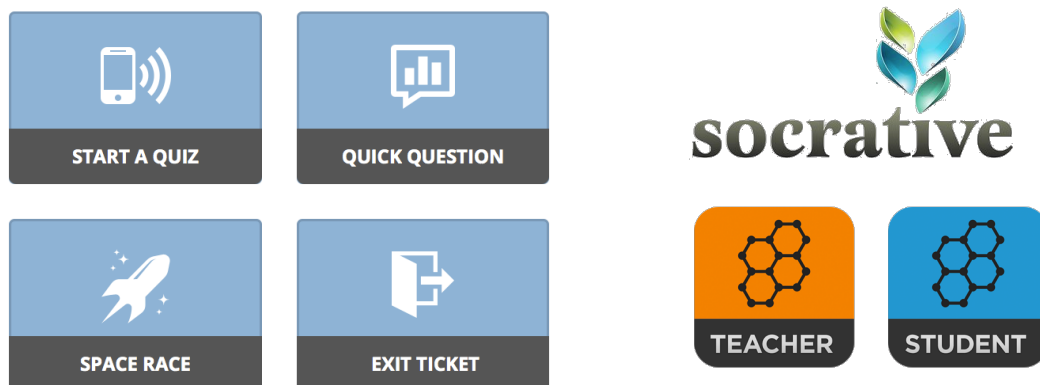 START A QUIZ
QUICK QUESTION
SPACE RACE
EXIT TICKET
socrative
TEACHER
STUDENT